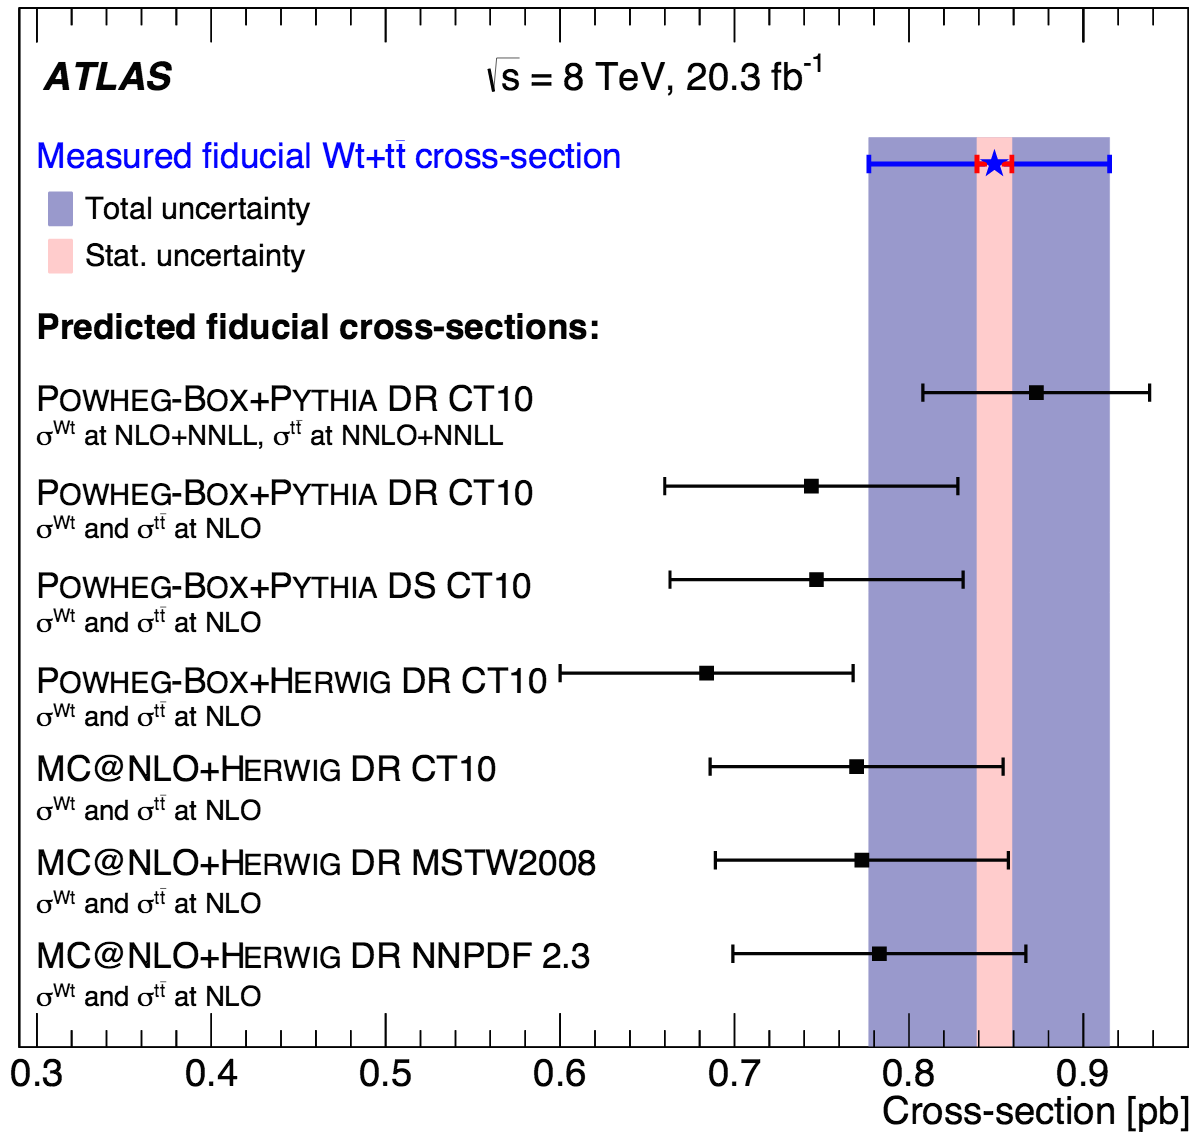 ATLAS √s = 8 TeV, 20.3 fb⁻¹
Measured fiducial Wt+tt̄ cross-section
Total uncertainty
Stat. uncertainty
Predicted fiducial cross-sections:
POWHEG-BOX+PYTHIA DR CT10
σᵂᵗ at NLO+NNLL, σᵗᵗ̄ at NNLO+NNLL
POWHEG-BOX+PYTHIA DR CT10
σᵂᵗ and σᵗᵗ̄ at NLO
POWHEG-BOX+PYTHIA DS CT10
σᵂᵗ and σᵗᵗ̄ at NLO
POWHEG-BOX+HERWIG DR CT10
σᵂᵗ and σᵗᵗ̄ at NLO
MC@NLO+HERWIG DR CT10
σᵂᵗ and σᵗᵗ̄ at NLO
MC@NLO+HERWIG DR MSTW2008
σᵂᵗ and σᵗᵗ̄ at NLO
MC@NLO+HERWIG DR NNPDF 2.3
σᵂᵗ and σᵗᵗ̄ at NLO
0.3 0.4 0.5 0.6 0.7 0.8 0.9
Cross-section [pb]